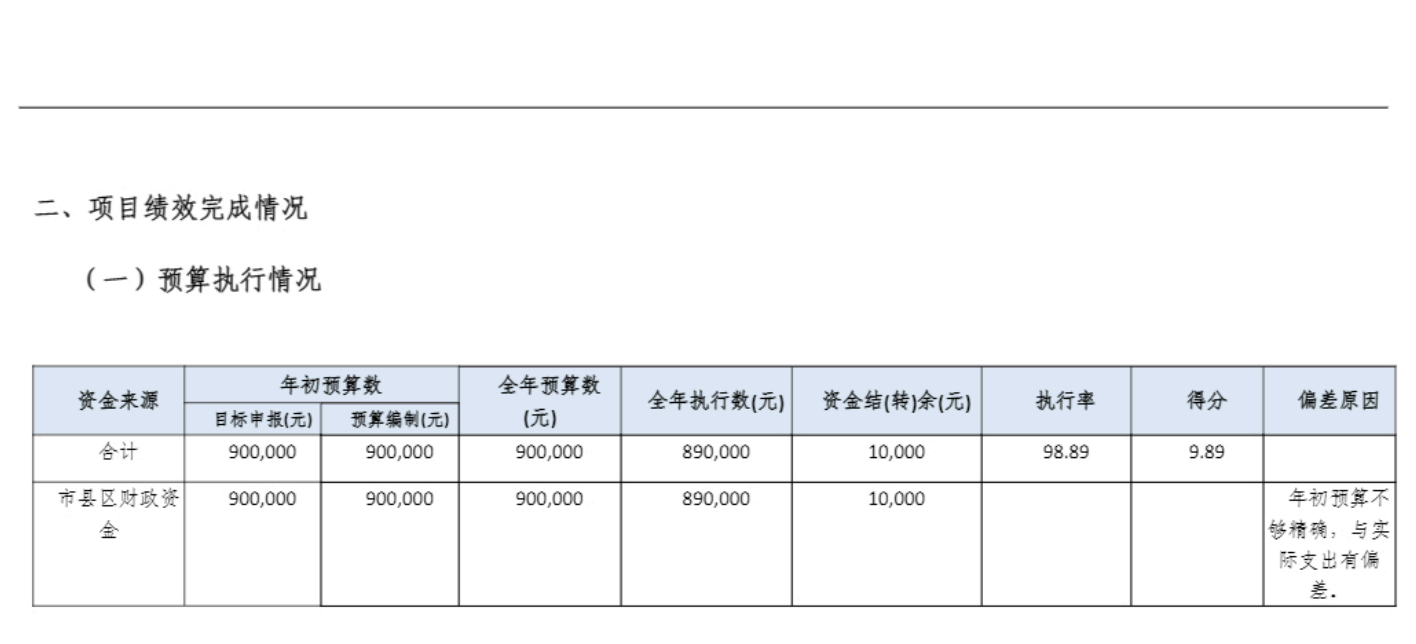 二、项目绩效完成情况
（一）预算执行情况
资金来源 年初预算数 全年预算数 全年执行数(元) 资金结(转)余(元) 执行率 得分 偏差原因
目标申报(元) 预算编制(元) (元)
合计 900,000 900,000 900,000 890,000 10,000 98.89 9.89
市县区财政资 900,000 900,000 900,000 890,000 10,000 年初预算不
金 够精确，与实
际支出有偏
差.